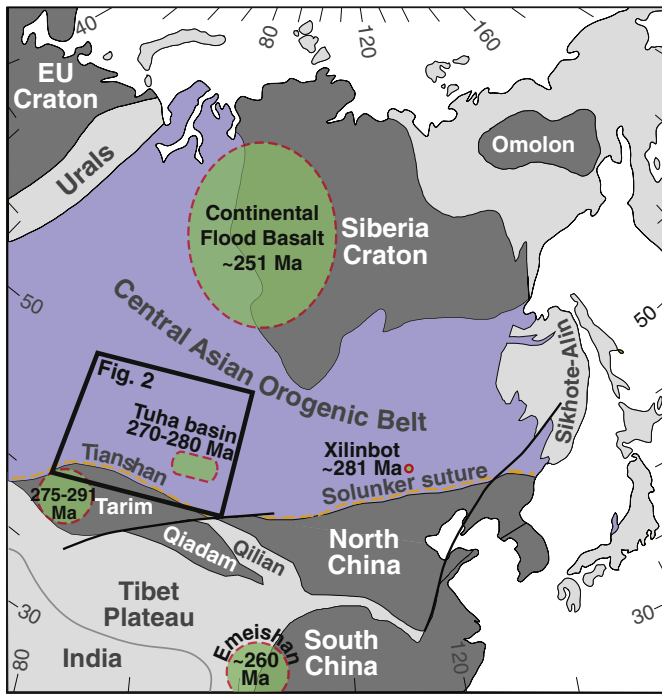 40
80
120
160
EU
Craton
Omolon
Urals
Continental
Flood Basalt
~251 Ma
Siberia
Craton
50
50
Central Asian Orogenic Belt
Fig. 2
Tuha basin
270-280 Ma
Sikhote-Alin
Xilinbot
~281 Ma
Tianshan
Solunker suture
275-291
Ma
Tarim
Qiadam
Qilian
North
China
Tibet
Plateau
30
30
Emeishan
~260
Ma
South
China
India
80
120